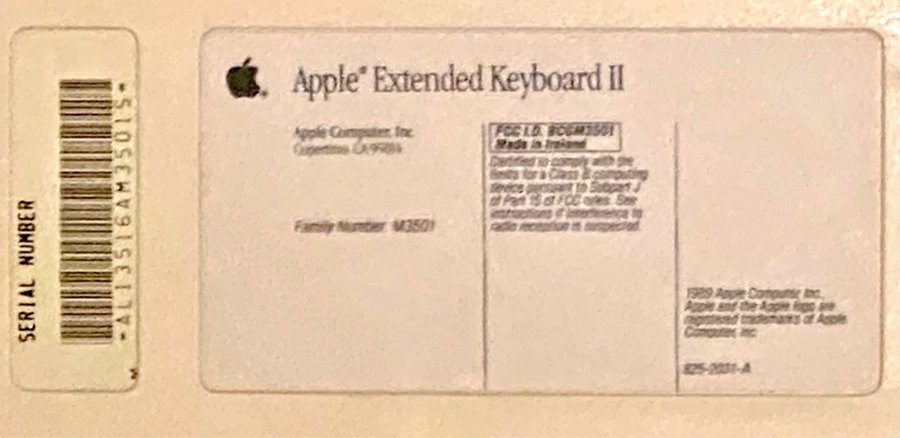 SERIAL NUMBER
*AL13516AM35015*
Apple® Extended Keyboard II
Apple Computer, Inc.
Cupertino, CA 95014
Family Number M3501
FCC I.D. BCGM3501
Made in Ireland
Certified to comply with the
limits for a Class B computing
device pursuant to Subpart J
of Part 15 of FCC rules. See
instructions if interference to
radio reception is suspected.
1989 Apple Computer, Inc.
Apple and the Apple logo are
registered trademarks of Apple
Computer, Inc.
825-2031-A